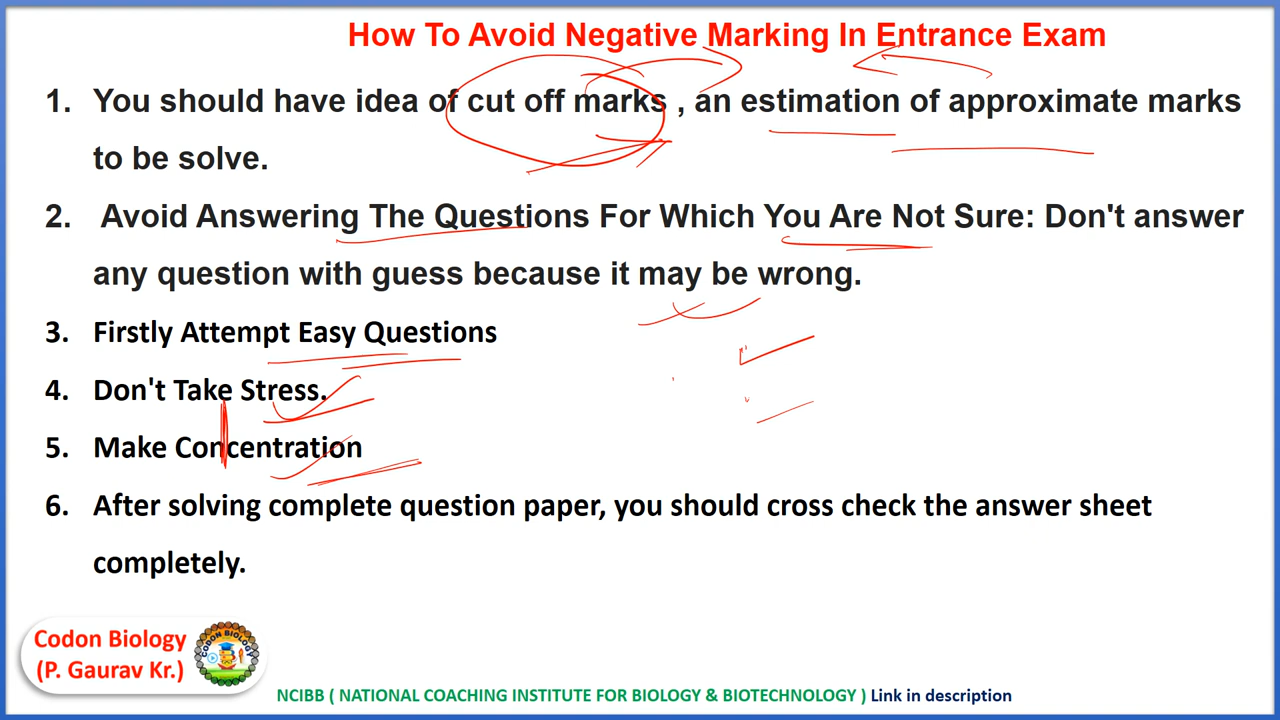 How To Avoid Negative Marking In Entrance Exam
1. You should have idea of cut off marks , an estimation of approximate marks
to be solve.
2. Avoid Answering The Questions For Which You Are Not Sure: Don't answer
any question with guess because it may be wrong.
3. Firstly Attempt Easy Questions
4. Don't Take Stress.
5. Make Concentration
6. After solving complete question paper, you should cross check the answer sheet
completely.
Codon Biology
(P. Gaurav Kr.)
CODON BIOLOGY
NCIBB ( NATIONAL COACHING INSTITUTE FOR BIOLOGY & BIOTECHNOLOGY ) Link in description